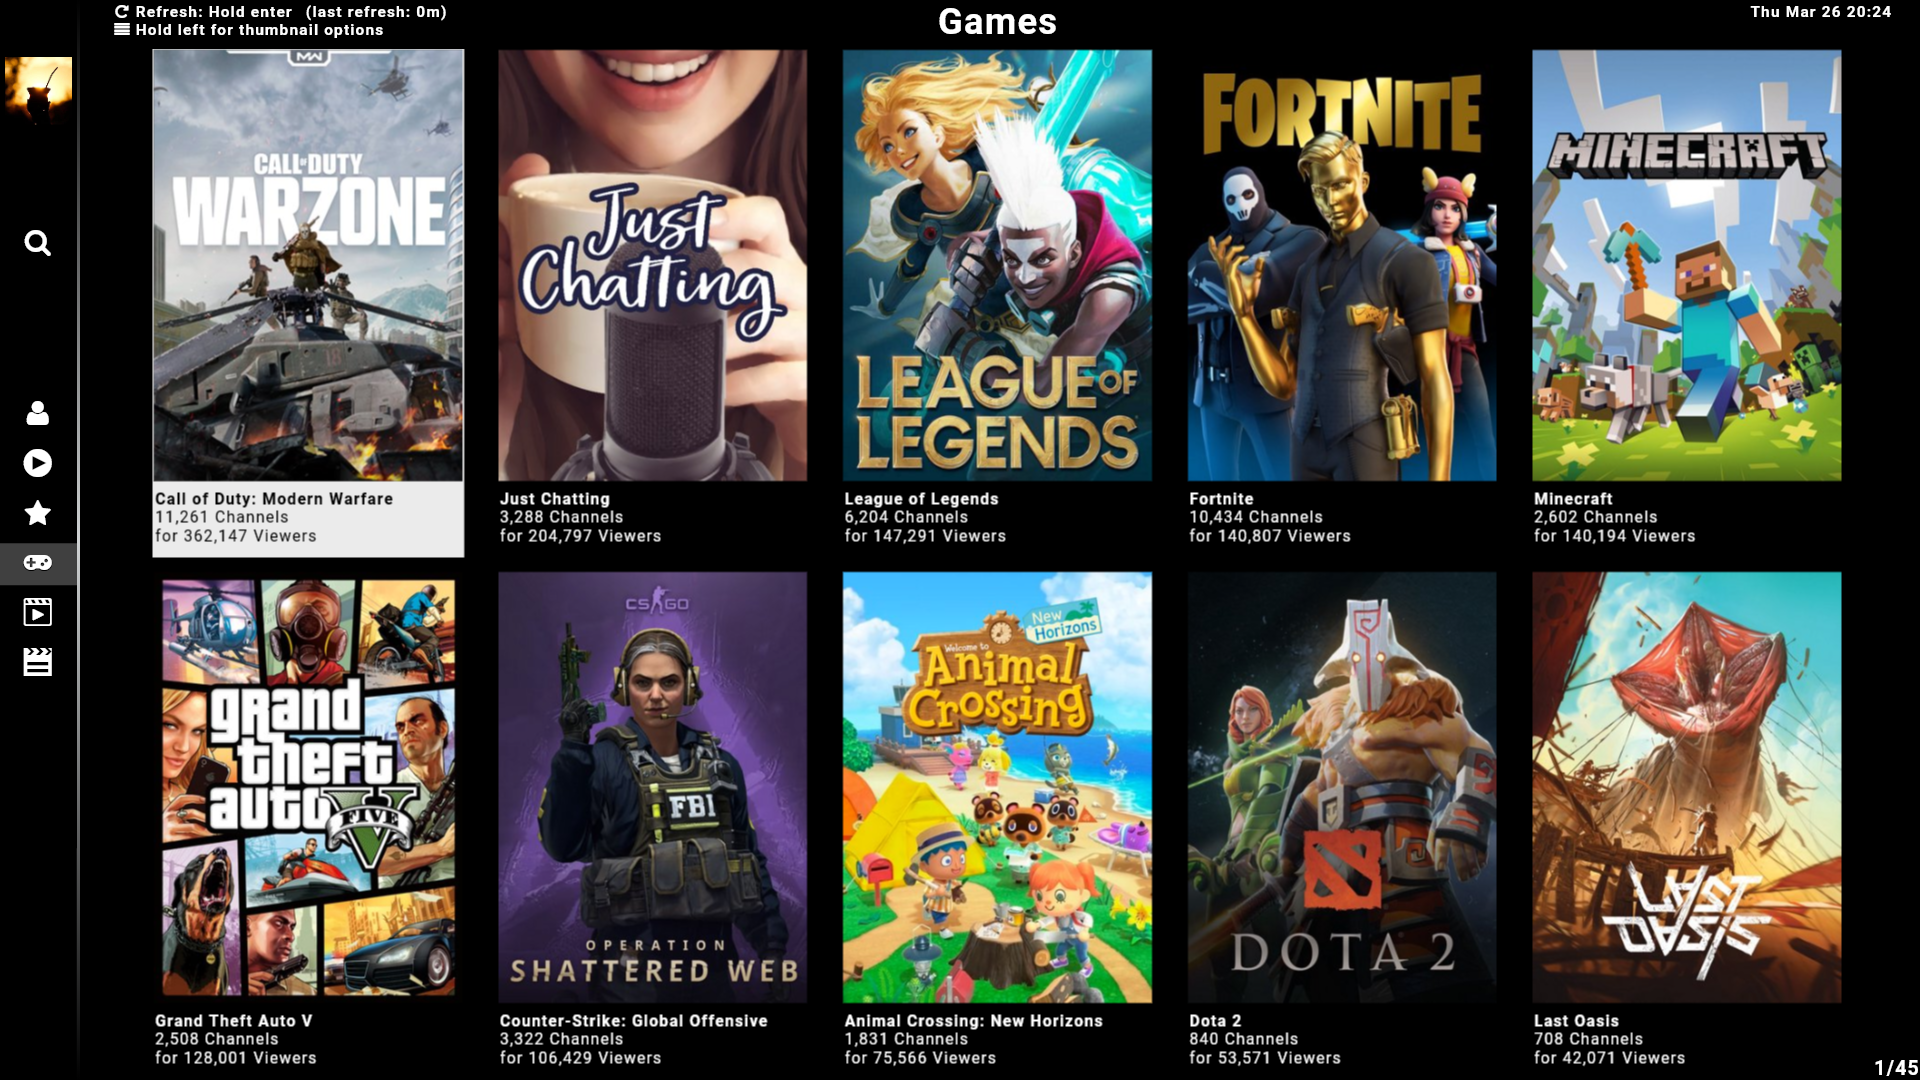 Refresh: Hold enter (last refresh: 0m)
Hold left for thumbnail options
Games
Thu Mar 26 20:24
MW
CALL OF DUTY
WARZONE
18
Call of Duty: Modern Warfare
11,261 Channels
for 362,147 Viewers
Just
Chatting
Just Chatting
3,288 Channels
for 204,797 Viewers
LEAGUE OF
LEGENDS
League of Legends
6,204 Channels
for 147,291 Viewers
FORTNITE
Fortnite
10,434 Channels
for 140,807 Viewers
MINECRAFT
Minecraft
2,602 Channels
for 140,194 Viewers
grand
theft
auto V
FIVE
Grand Theft Auto V
2,508 Channels
for 128,001 Viewers
CS GO
FBI
OPERATION
SHATTERED WEB
Counter-Strike: Global Offensive
3,322 Channels
for 106,429 Viewers
New
Horizons
Welcome to
Animal
Crossing
Animal Crossing: New Horizons
1,831 Channels
for 75,566 Viewers
DOTA 2
Dota 2
840 Channels
for 53,571 Viewers
LAST
OASIS
Last Oasis
708 Channels
for 42,071 Viewers
1/45